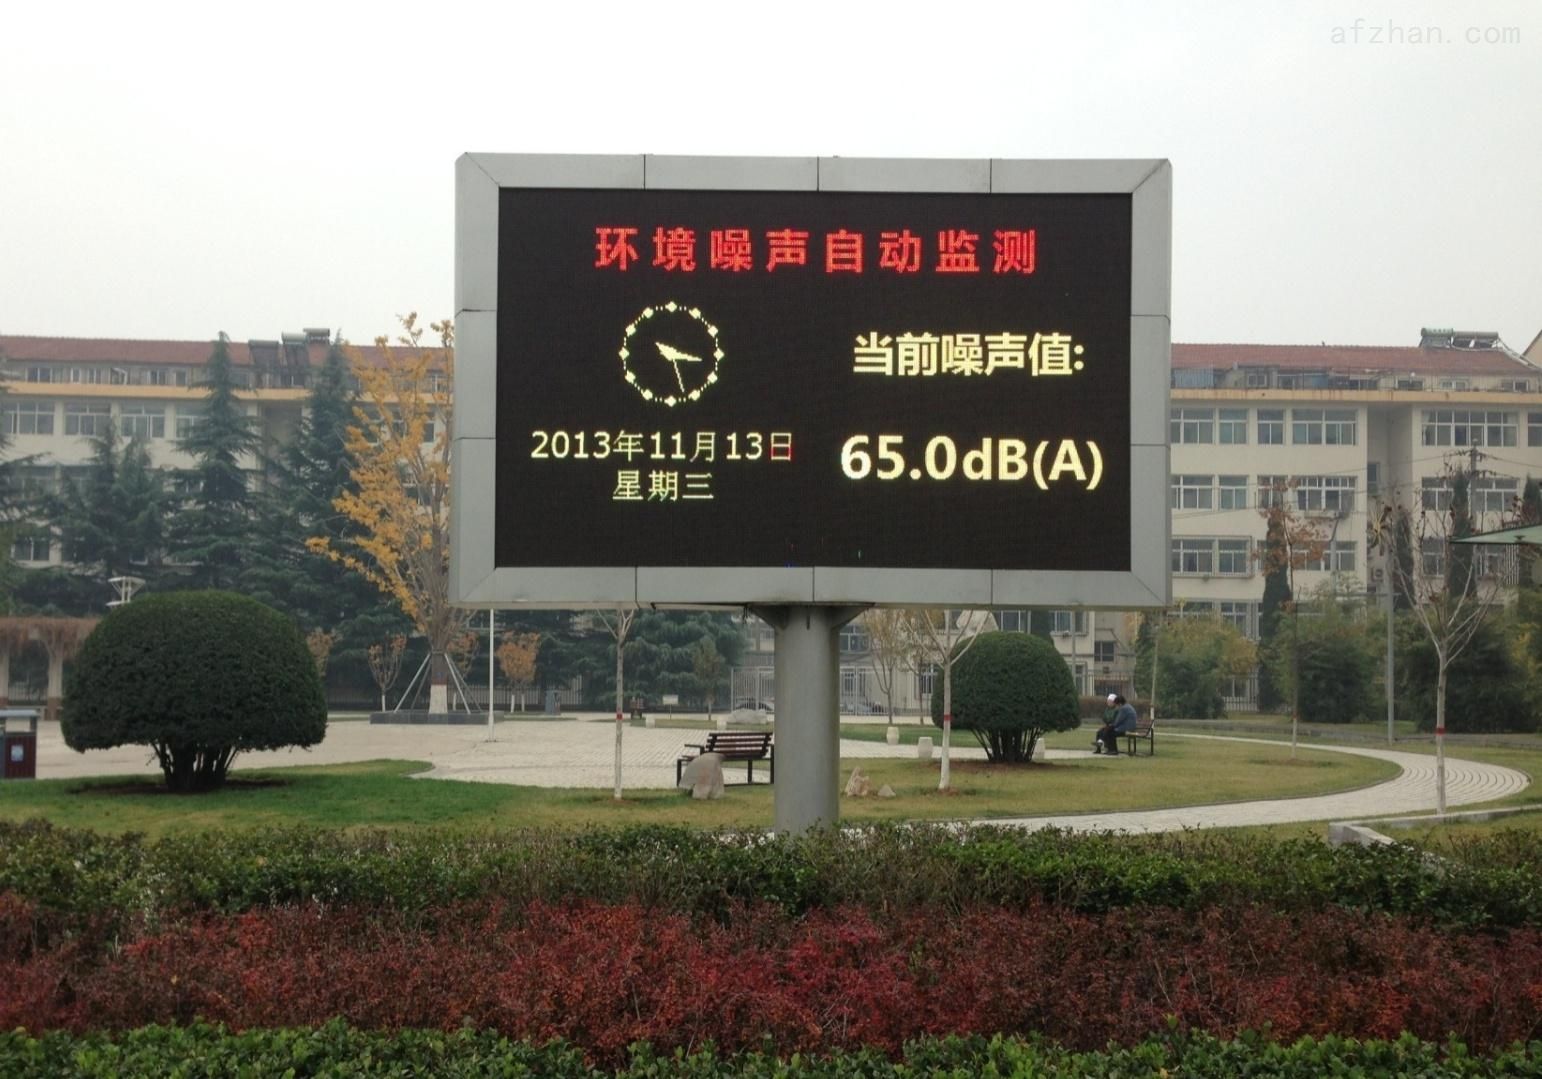 afzhan.com
环境噪声自动监测
当前噪声值:
2013年11月13日
星期三
65.0dB(A)